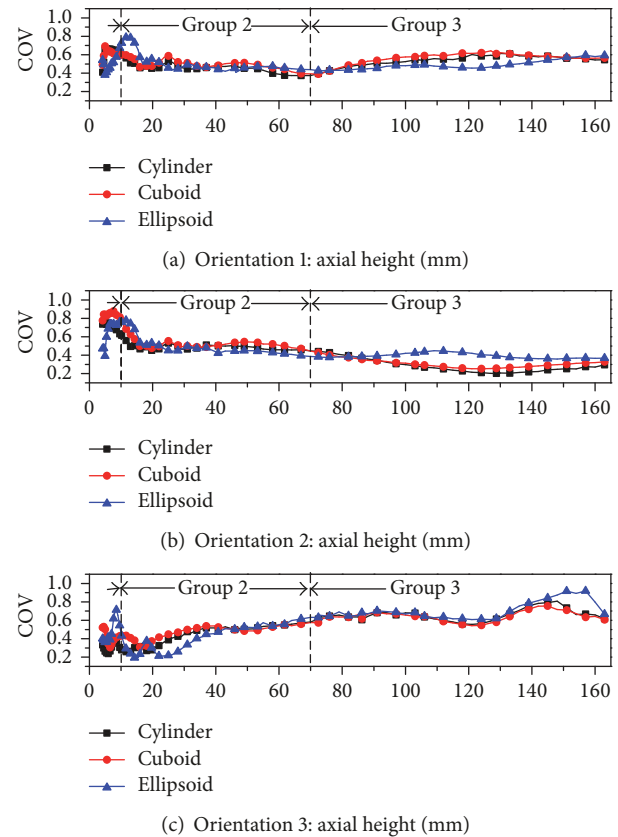 COV
1.0
0.8
0.6
0.4
0.2
Group 2
Group 3
0 20 40 60 80 100 120 140 160
Cylinder
Cuboid
Ellipsoid
(a) Orientation 1: axial height (mm)
COV
1.0
0.8
0.6
0.4
0.2
Group 2
Group 3
0 20 40 60 80 100 120 140 160
Cylinder
Cuboid
Ellipsoid
(b) Orientation 2: axial height (mm)
COV
1.0
0.8
0.6
0.4
0.2
Group 2
Group 3
0 20 40 60 80 100 120 140 160
Cylinder
Cuboid
Ellipsoid
(c) Orientation 3: axial height (mm)